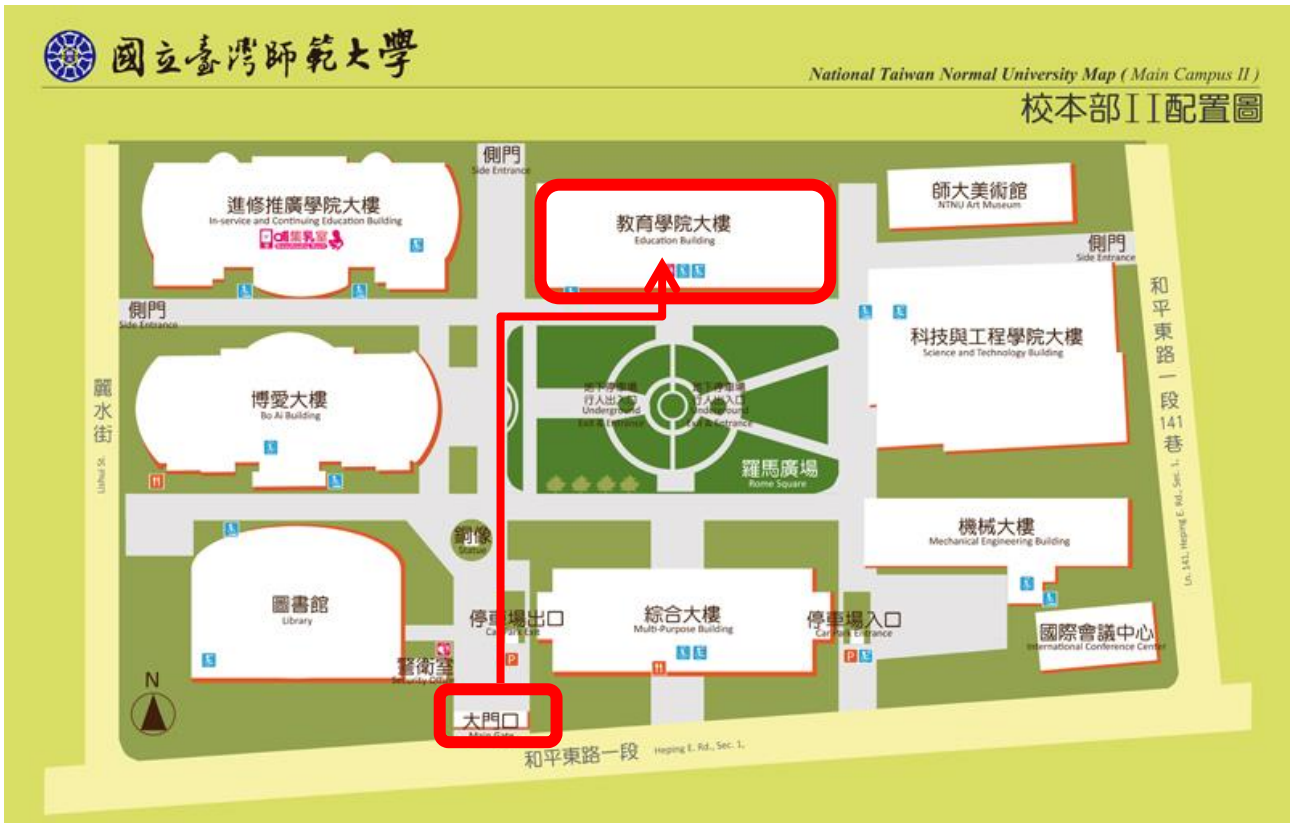 國立臺灣師範大學
National Taiwan Normal University Map ( Main Campus II )
校本部II配置圖
側門
Side Entrance
進修推廣學院大樓
In-service and Continuing Education Building
哺集乳室
教育學院大樓
Education Building
師大美術館
NTNU Art Museum
側門
Side Entrance
側門
Side Entrance
科技與工程學院大樓
Science and Technology Building
博愛大樓
Bo Ai Building
地下停車場
行人出入口
Underground
Exit & Entrance
地下停車場
行人出入口
Underground
Exit & Entrance
羅馬廣場
Rome Square
麗水街
Lishui St.
和平東路一段141巷
Ln. 141, Heping E. Rd., Sec. 1,
銅像
Statue
機械大樓
Mechanical Engineering Building
圖書館
Library
停車場出口
Car Park Exit
P
綜合大樓
Multi-Purpose Building
停車場入口
Car Park Entrance
P
國際會議中心
International Conference Center
警衛室
Security Office
N
大門口
Main Gate
和平東路一段
Heping E. Rd., Sec. 1,